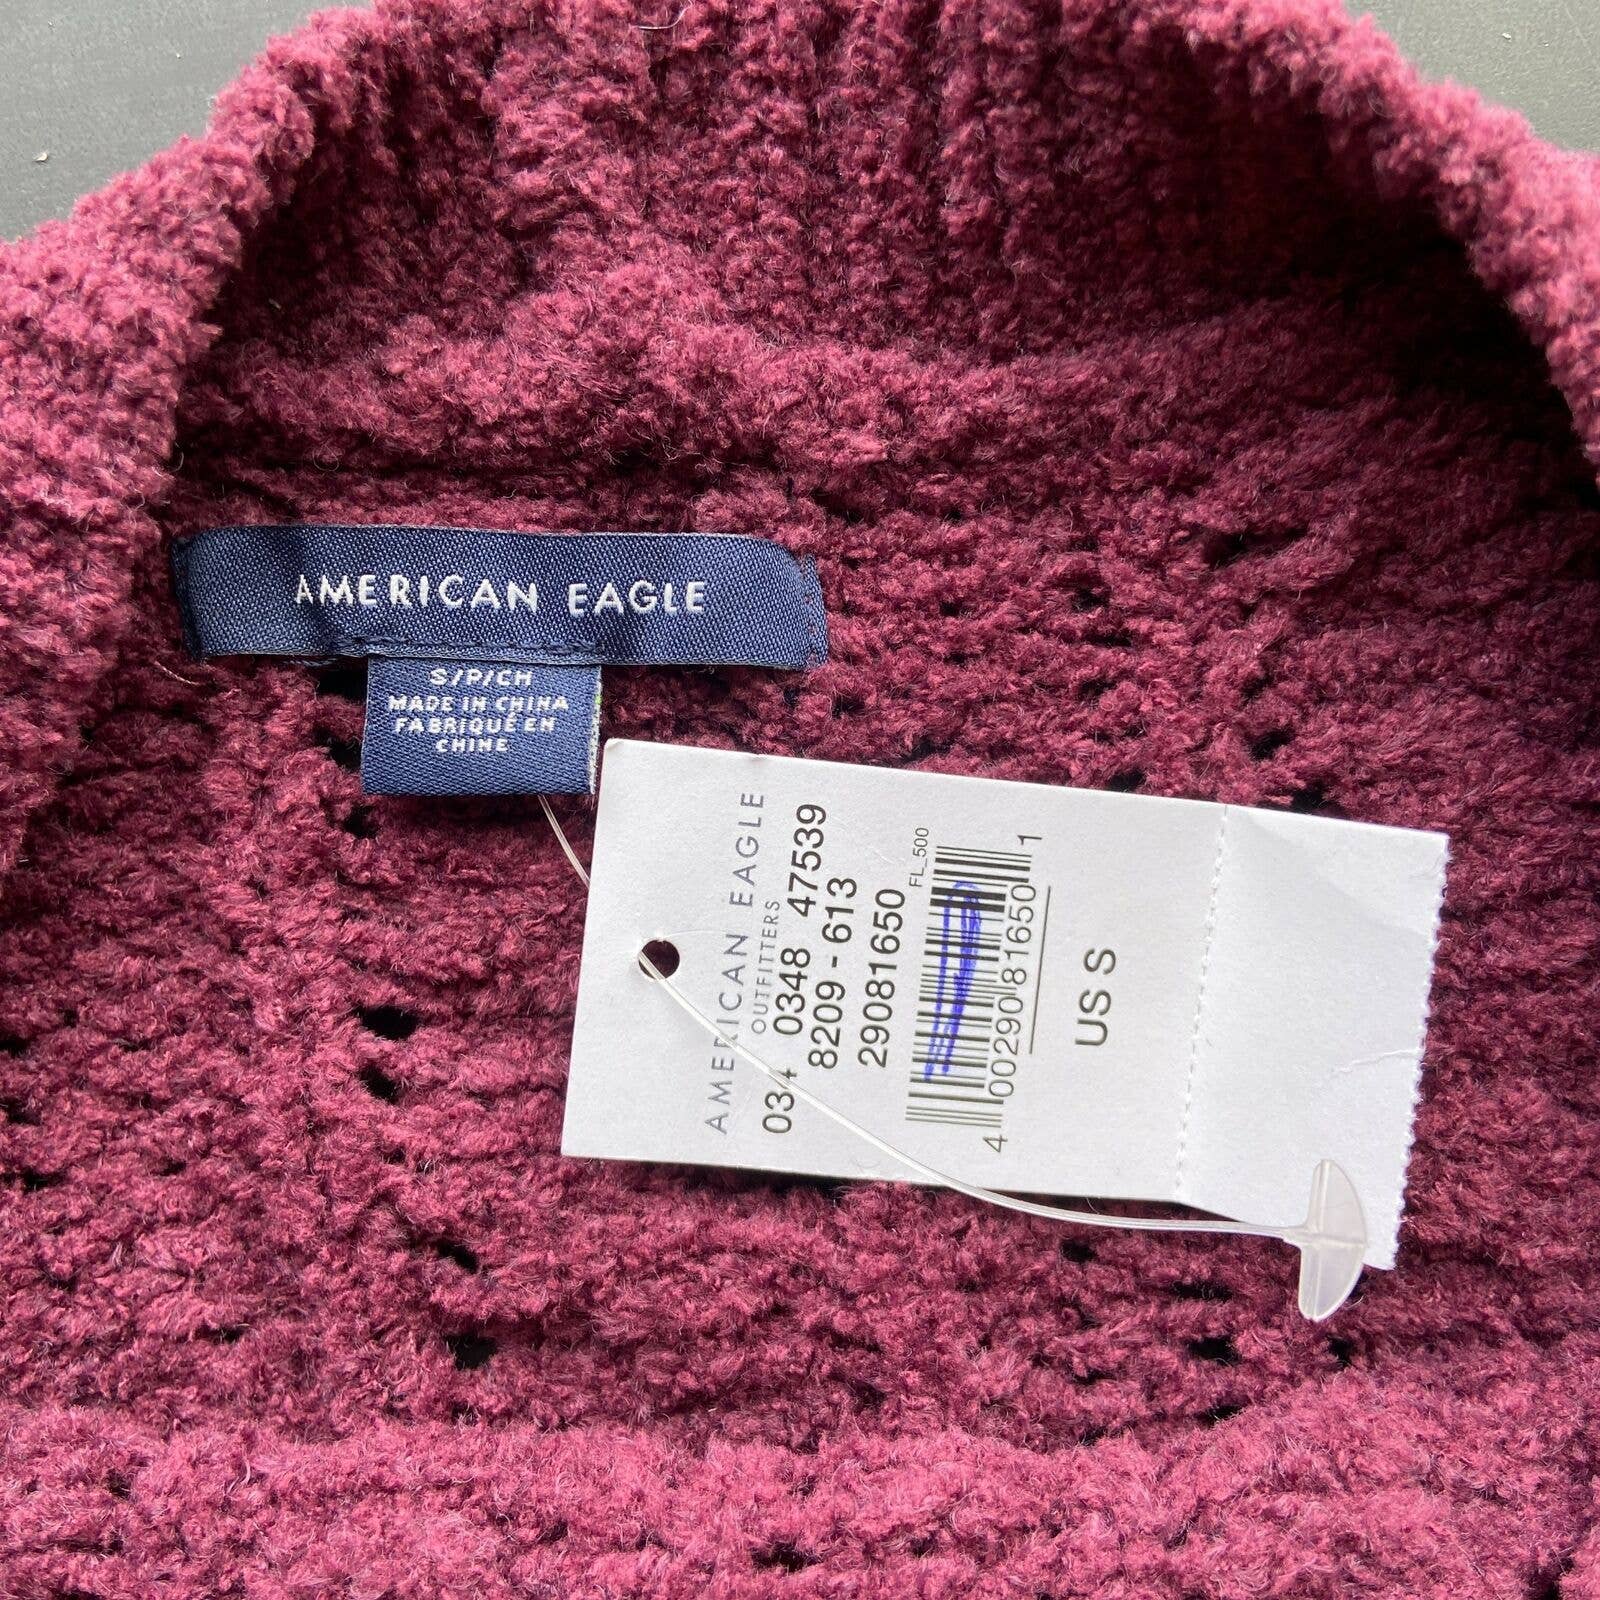 AMERICAN EAGLE
S/P/CH
MADE IN CHINA
FABRIQUÉ EN
CHINE
AMERICAN EAGLE
OUTFITTERS
034 0348 47539
8209 - 613
29081650
FL_500
4 00290 81650 1
US S